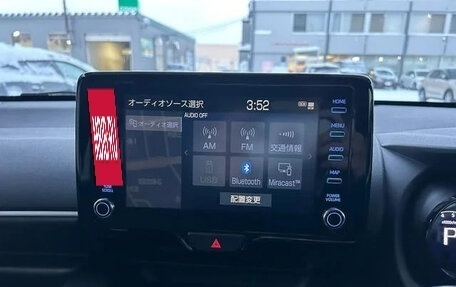 オーディオソース選択
3:52
AUDIO OFF
オーディオ選択
AM
FM
交通情報
USB
Bluetooth
Miracast™
配置変更
HOME
MENU
AUDIO
MAP
POWER
VOLUME
TUNE
SCROLL
P